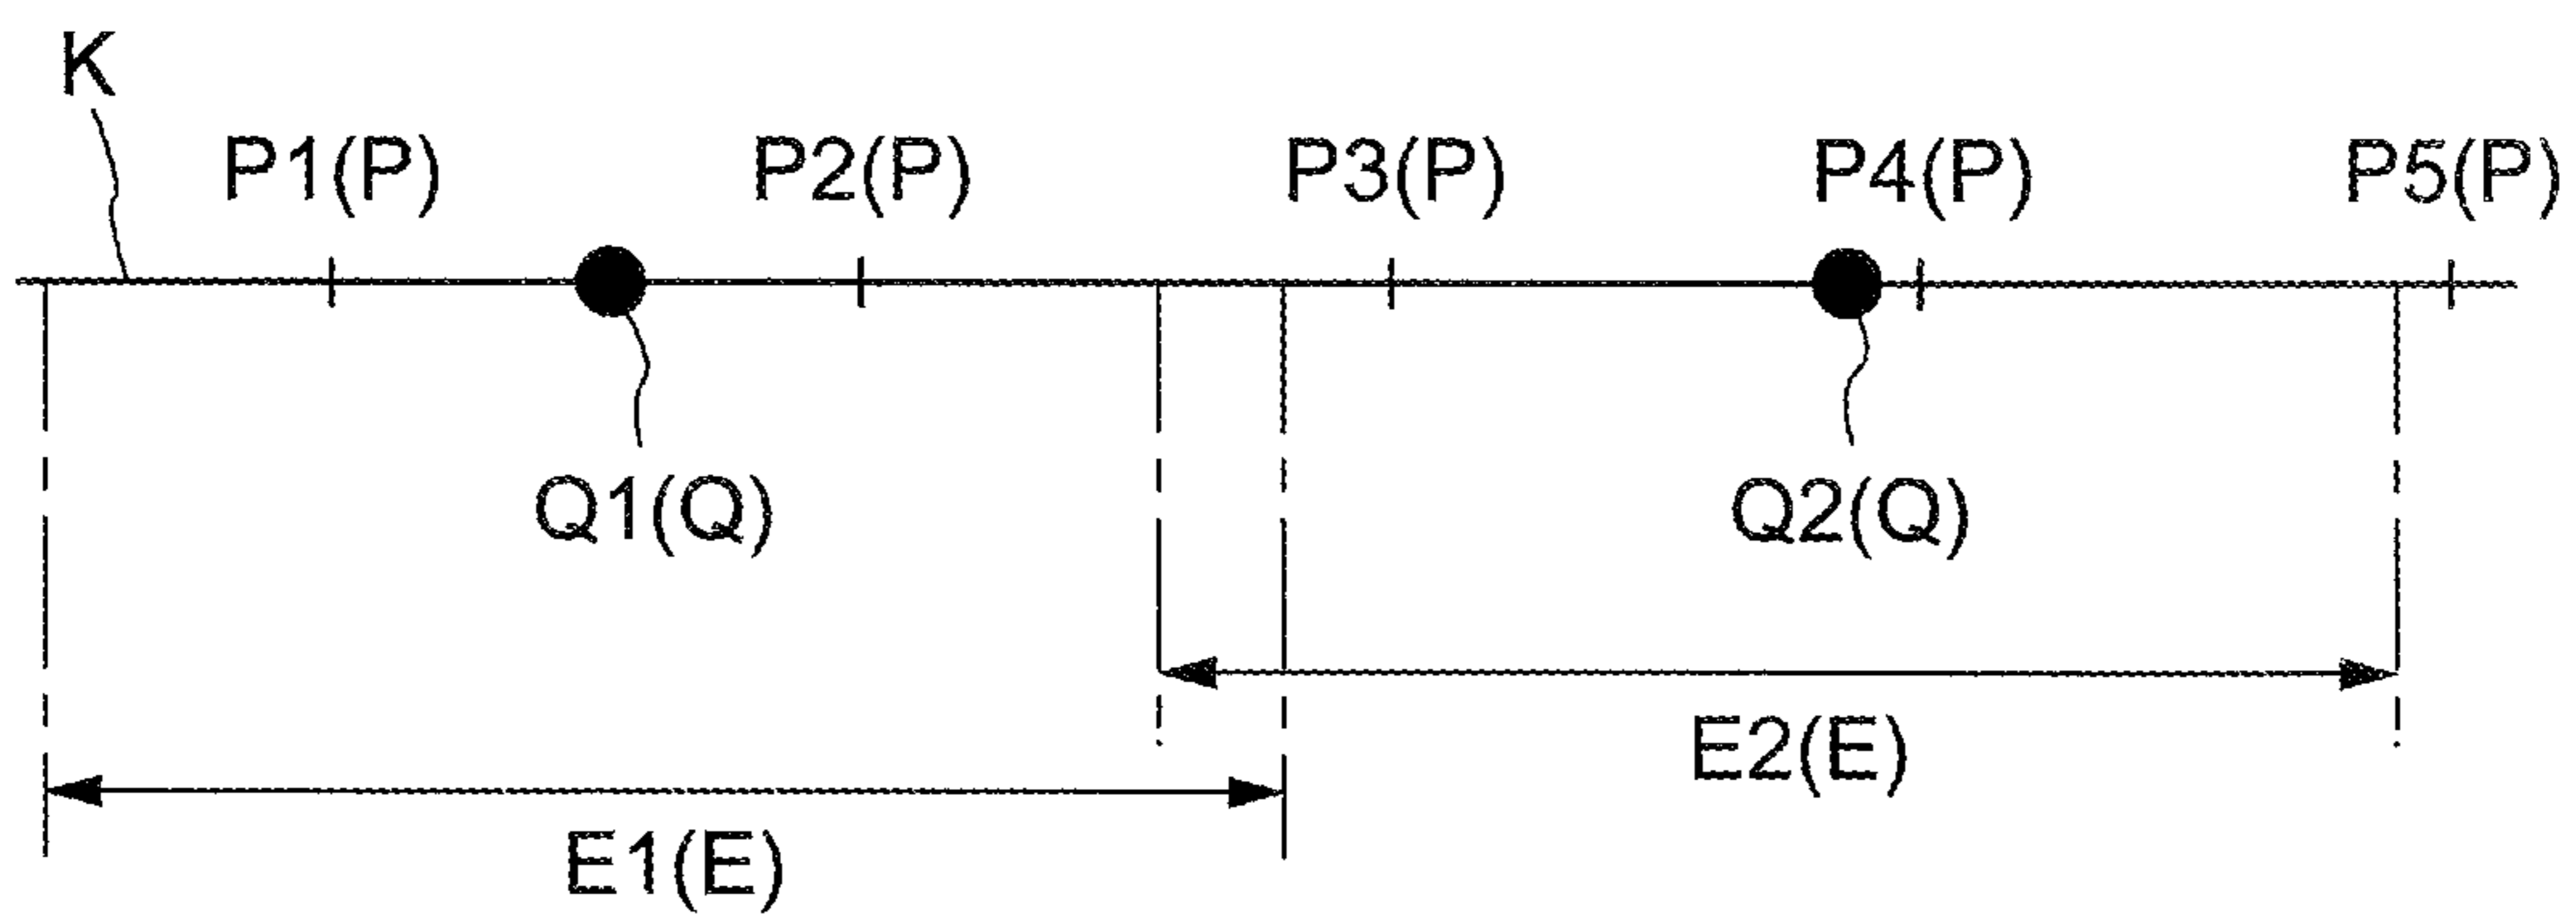 K
P1(P) P2(P) P3(P) P4(P) P5(P)
Q1(Q) Q2(Q)
E2(E)
E1(E)